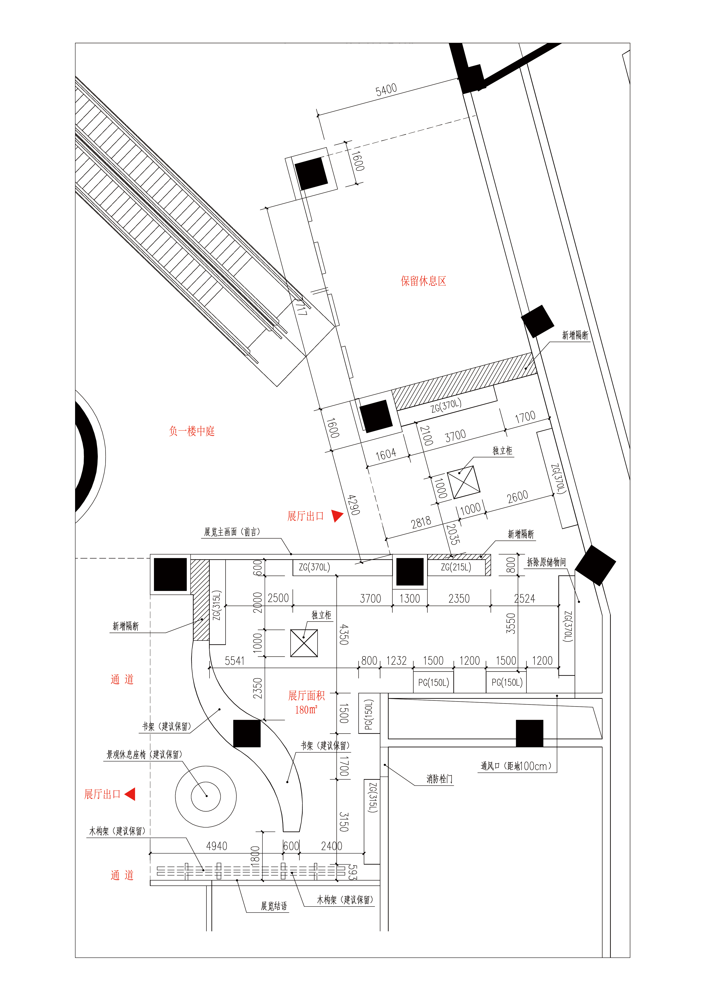 5400
1600
717
保留休息区
新增隔断
ZG(370L)
1700
3700
2100
1600
1604
负一楼中庭
独立柜
ZG(370L)
1000
2600
1000
4290
展厅出口
2818
2035
展览主画面（前言）
新增隔断
拆除原储物间
600
ZG(370L)
ZG(215L)
800
ZG(315L)
2000
2500
3700
1300
2350
2524
独立柜
新增隔断
4350
3550
ZG(370L)
1000
5541
800
1232
1500
1200
1500
1200
通 道
2350
PG(150L)
PG(150L)
展厅面积
180㎡
1500
PG(150L)
书架（建议保留）
书架（建议保留）
景观休息座椅（建议保留）
1700
通风口（距地100cm）
消防栓门
展厅出口
ZG(315L)
3150
木构架（建议保留）
4940
600
2400
1800
593
通 道
木构架（建议保留）
展览结语